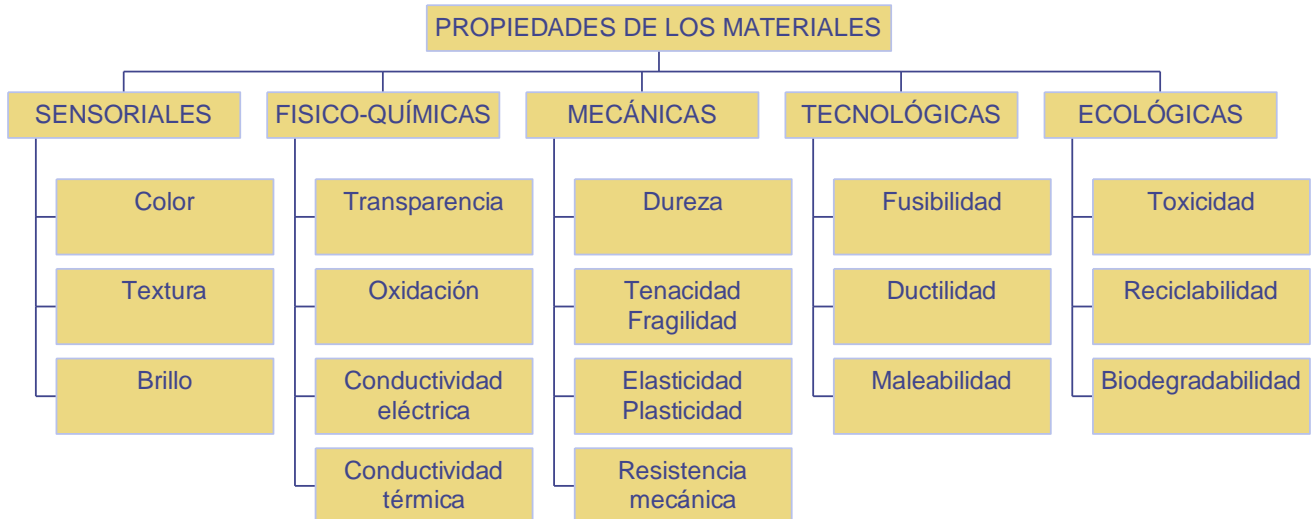 PROPIEDADES DE LOS MATERIALES
SENSORIALES
Color
Textura
Brillo
FISICO-QUÍMICAS
Transparencia
Oxidación
Conductividad
eléctrica
Conductividad
térmica
MECÁNICAS
Dureza
Tenacidad
Fragilidad
Elasticidad
Plasticidad
Resistencia
mecánica
TECNOLÓGICAS
Fusibilidad
Ductilidad
Maleabilidad
ECOLÓGICAS
Toxicidad
Reciclabilidad
Biodegradabilidad